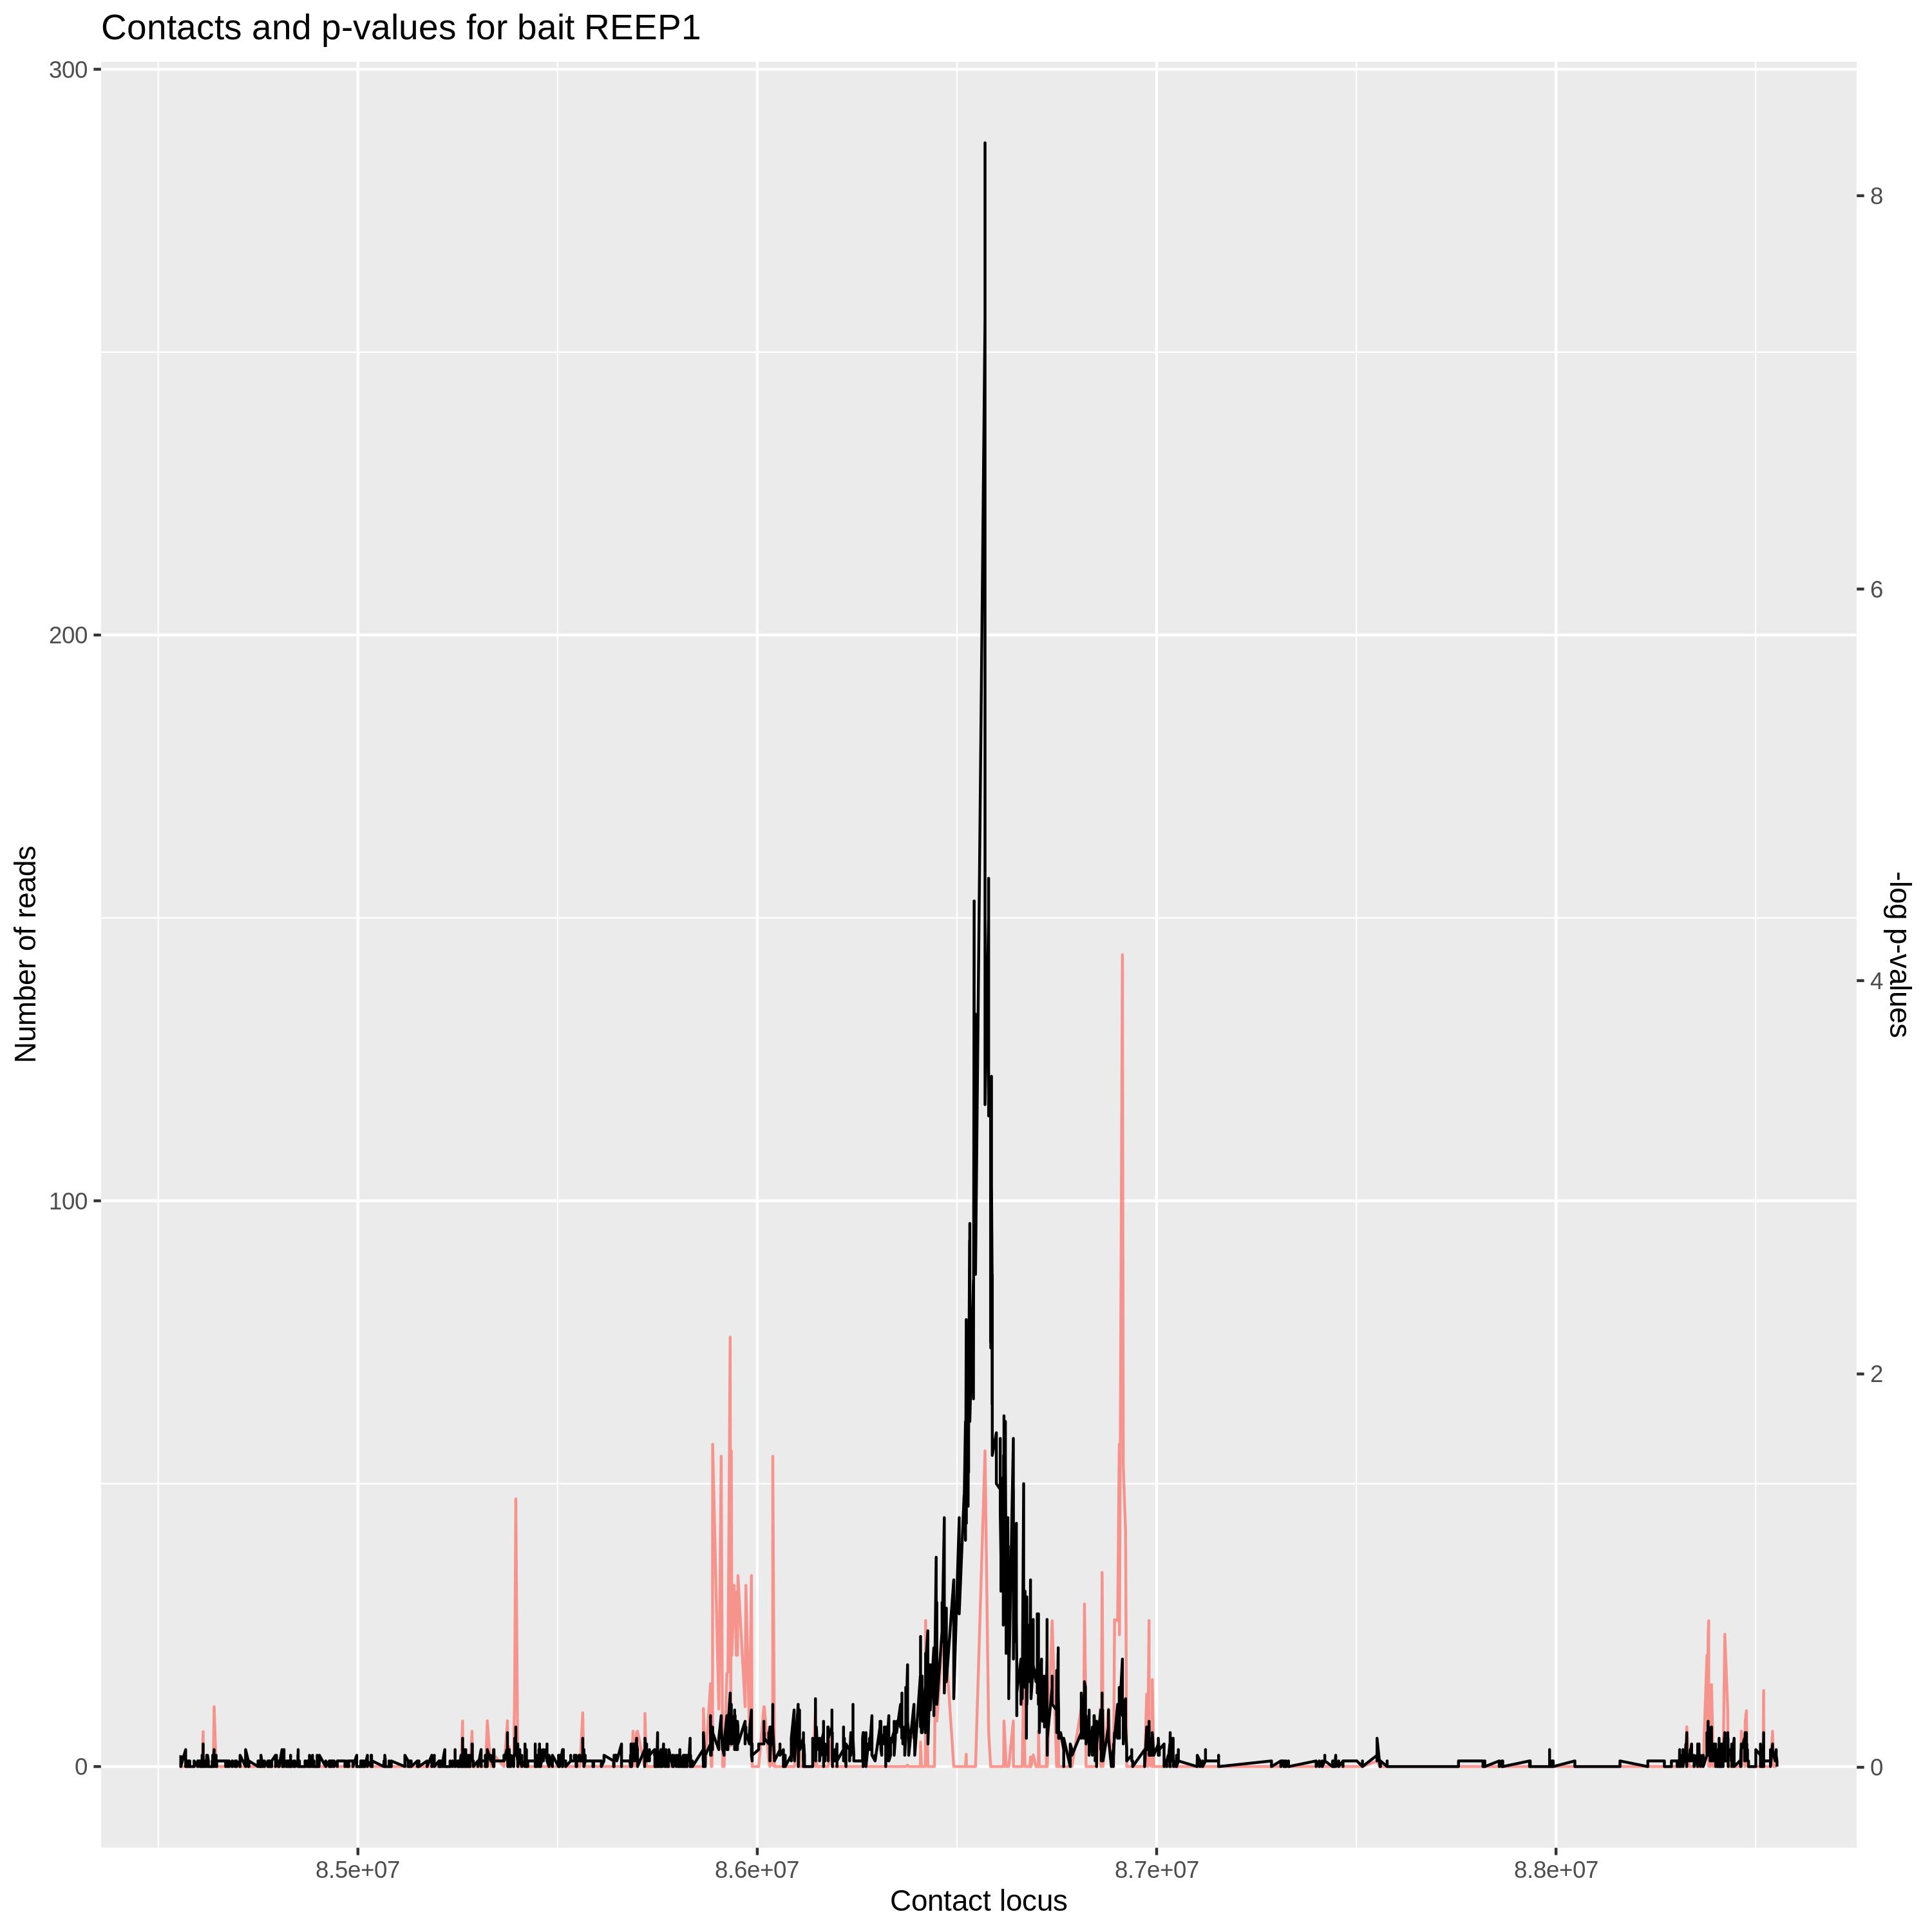 Contacts and p-values for bait REEP1
300
200
100
0
Number of reads
8
6
4
2
0
-log p-values
8.5e+07
8.6e+07
8.7e+07
8.8e+07
Contact locus